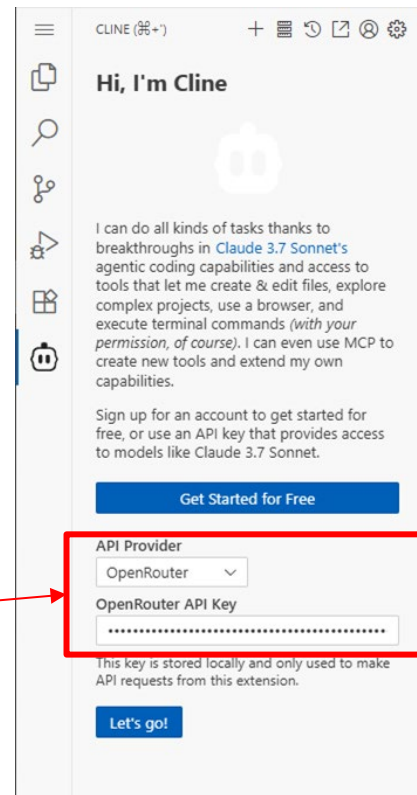 CLINE (⌘+')
Hi, I'm Cline
I can do all kinds of tasks thanks to
breakthroughs in Claude 3.7 Sonnet's
agentic coding capabilities and access to
tools that let me create & edit files, explore
complex projects, use a browser, and
execute terminal commands (with your
permission, of course). I can even use MCP to
create new tools and extend my own
capabilities.
Sign up for an account to get started for
free, or use an API key that provides access
to models like Claude 3.7 Sonnet.
Get Started for Free
API Provider
OpenRouter
OpenRouter API Key
This key is stored locally and only used to make
API requests from this extension.
Let's go!